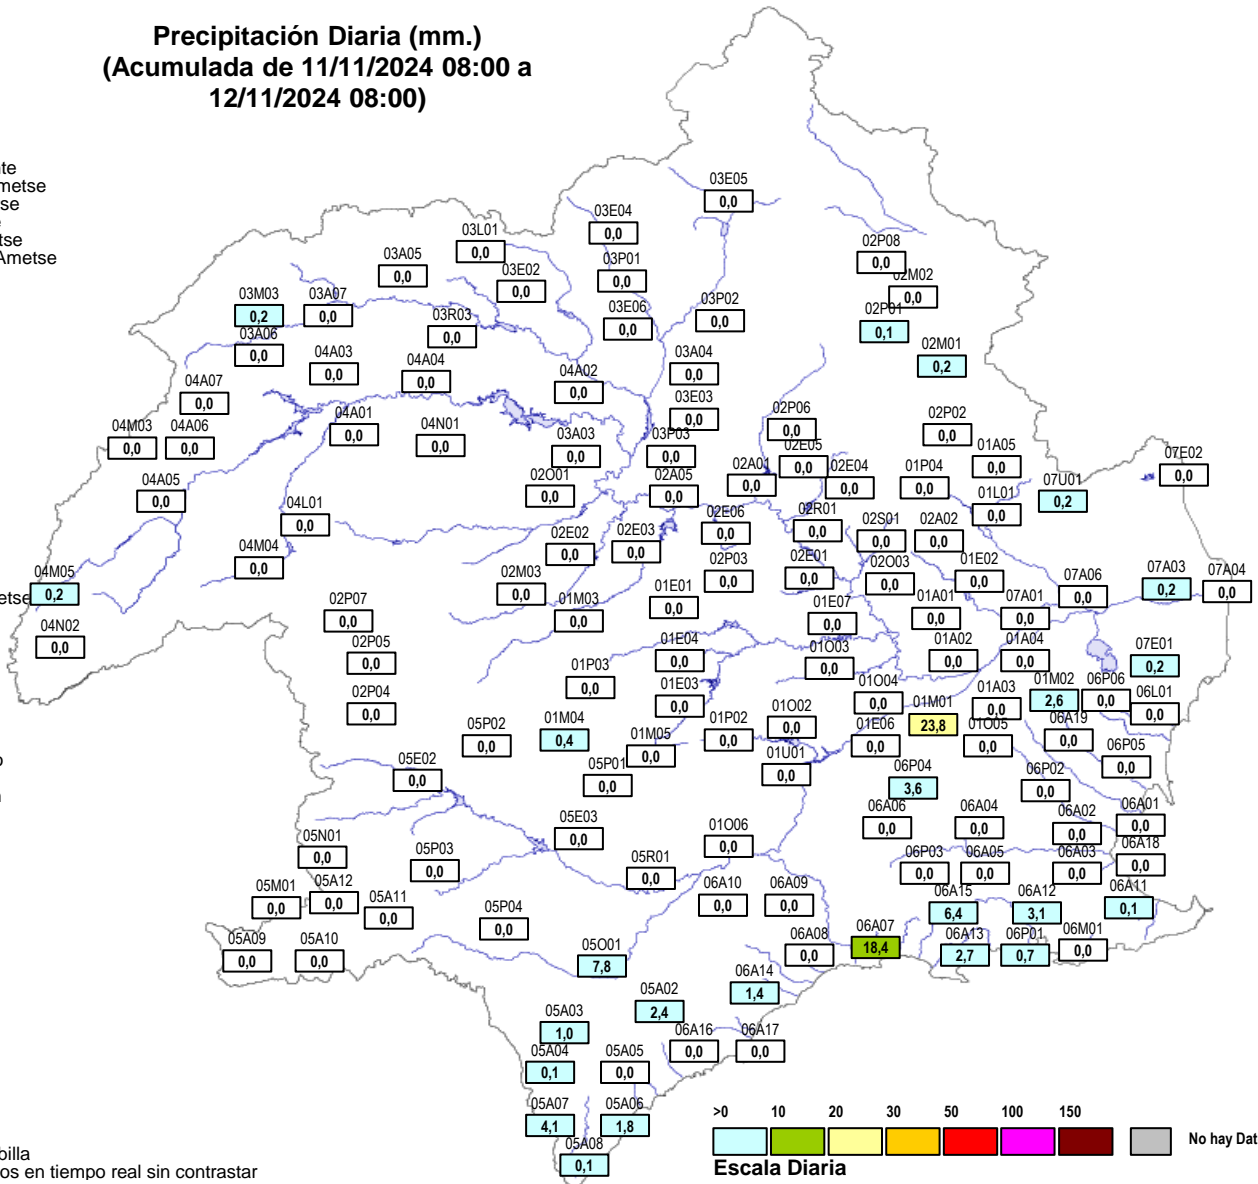 Precipitación Diaria (mm.)
(Acumulada de 11/11/2024 08:00 a
12/11/2024 08:00)
nte
metse
tse
e
tse
Ametse
03E05
0,0
03E04
0,0
03L01
0,0
03A05
0,0
03P01
0,0
03E02
0,0
02P08
0,0
02M02
0,0
03M03
0,2
03A07
0,0
03R03
0,0
03E06
0,0
03P02
0,0
02P01
0,1
03A06
0,0
04A03
0,0
04A04
0,0
04A02
0,0
03A04
0,0
02M01
0,2
04A07
0,0
03E03
0,0
04M03
0,0
04A06
0,0
04A01
0,0
04N01
0,0
03A03
0,0
03P03
0,0
02P06
0,0
02E05
0,0
02P02
0,0
01A05
0,0
07E02
0,0
04A05
0,0
02O01
0,0
02A05
0,0
02A01
0,0
02E04
0,0
01P04
0,0
07U01
0,2
01L01
0,0
04L01
0,0
02E02
0,0
02E03
0,0
02E06
0,0
02R01
0,0
02S01
0,0
02A02
0,0
04M04
0,0
04M05
0,2
etse
02M03
0,0
01M03
0,0
01E01
0,0
02P03
0,0
02E01
0,0
02O03
0,0
01E02
0,0
07A06
0,0
07A03
0,2
07A04
0,0
04N02
0,0
02P07
0,0
02P05
0,0
01E07
0,0
01A01
0,0
07A01
0,0
01P03
0,0
01E04
0,0
01O03
0,0
01A02
0,0
01A04
0,0
07E01
0,2
02P04
0,0
01E03
0,0
01O04
0,0
01M01
23,8
01A03
0,0
01M02
2,6
06P06
0,0
06L01
0,0
05P02
0,0
01M04
0,4
01M05
0,0
01P02
0,0
01O02
0,0
01E06
0,0
01O05
0,0
06A19
0,0
06P05
0,0
o
05E02
0,0
05P01
0,0
01U01
0,0
06P04
3,6
06P02
0,0
05E03
0,0
01O06
0,0
06A06
0,0
06A04
0,0
06A02
0,0
06A01
0,0
05N01
0,0
05P03
0,0
05R01
0,0
06P03
0,0
06A05
0,0
06A03
0,0
06A18
0,0
05M01
0,0
05A12
0,0
05A11
0,0
06A10
0,0
06A09
0,0
06A15
6,4
06A12
3,1
06A11
0,1
05A09
0,0
05A10
0,0
05P04
0,0
05O01
7,8
06A08
0,0
06A07
18,4
06A13
2,7
06P01
0,7
06M01
0,0
06A14
1,4
05A03
1,0
05A02
2,4
05A04
0,1
05A05
0,0
06A16
0,0
06A17
0,0
05A07
4,1
05A06
1,8
05A08
0,1
>0 10 20 30 50 100 150
No hay Dat
Escala Diaria
billa
os en tiempo real sin contrastar